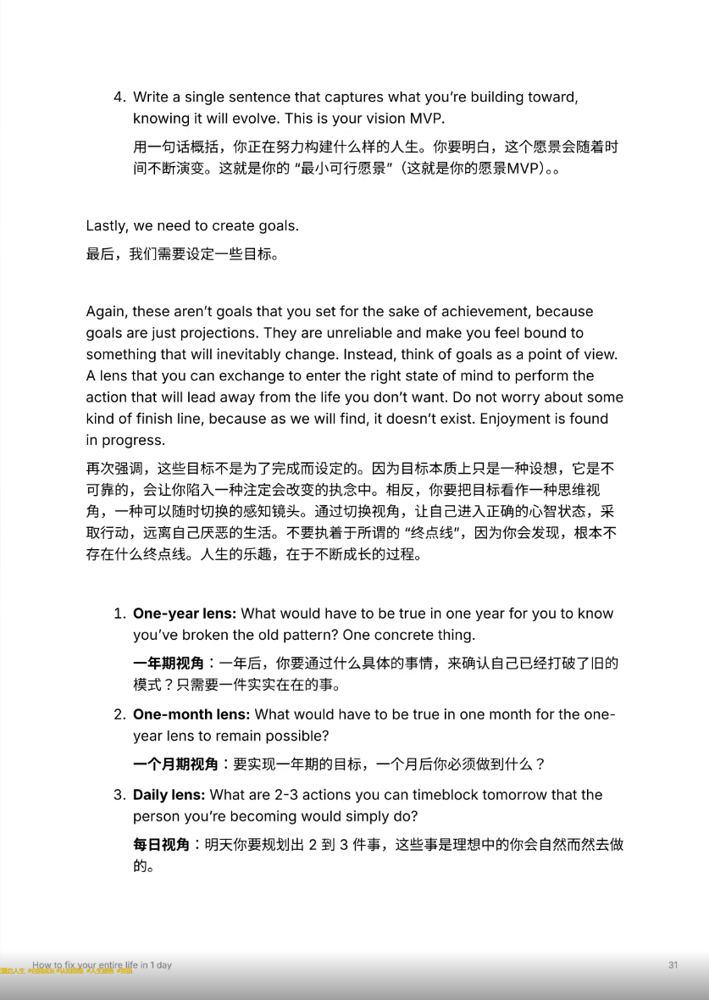 4. Write a single sentence that captures what you’re building toward,
knowing it will evolve. This is your vision MVP.
用一句话概括，你正在努力构建什么样的人生。你要明白，这个愿景会随着时
间不断演变。这就是你的 “最小可行愿景”（这就是你的愿景MVP）。。
Lastly, we need to create goals.
最后，我们需要设定一些目标。
Again, these aren’t goals that you set for the sake of achievement, because
goals are just projections. They are unreliable and make you feel bound to
something that will inevitably change. Instead, think of goals as a point of view.
A lens that you can exchange to enter the right state of mind to perform the
action that will lead away from the life you don’t want. Do not worry about some
kind of finish line, because as we will find, it doesn’t exist. Enjoyment is found
in progress.
再次强调，这些目标不是为了完成而设定的。因为目标本质上只是一种设想，它是不
可靠的，会让你陷入一种注定会改变的执念中。相反，你要把目标看作一种思维视
角，一种可以随时切换的感知镜头。通过切换视角，让自己进入正确的心智状态，采
取行动，远离自己厌恶的生活。不要执着于所谓的 “终点线”，因为你会发现，根本不
存在什么终点线。人生的乐趣，在于不断成长的过程。
1. One-year lens: What would have to be true in one year for you to know
you’ve broken the old pattern? One concrete thing.
一年期视角：一年后，你要通过什么具体的事情，来确认自己已经打破了旧的
模式？只需要一件实实在在的事。
2. One-month lens: What would have to be true in one month for the one-
year lens to remain possible?
一个月期视角：要实现一年期的目标，一个月后你必须做到什么？
3. Daily lens: What are 2-3 actions you can timeblock tomorrow that the
person you’re becoming would simply do?
每日视角：明天你要规划出 2 到 3 件事，这些事是理想中的你会自然而然去做
的。
How to fix your entire life in 1 day 31